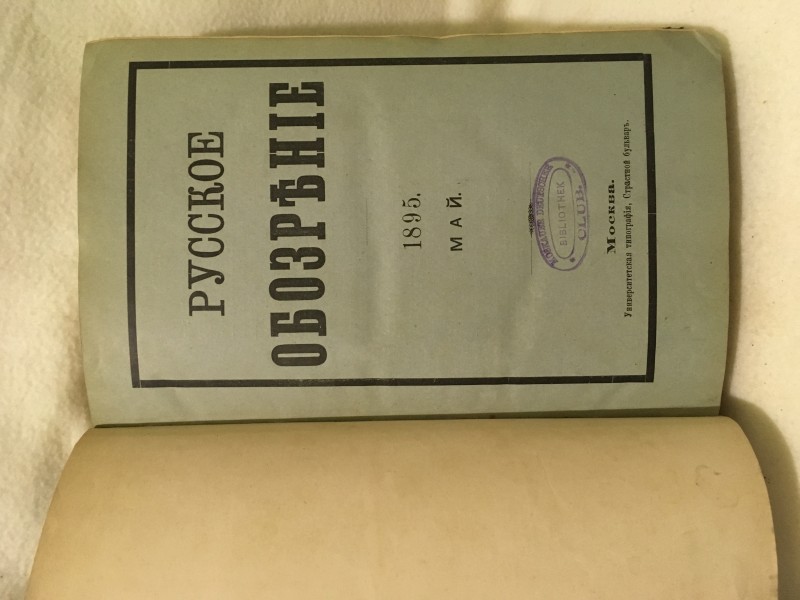 РУССКОЕ
ОБОЗРѢНІЕ
1895.
МАЙ.
BIBLIOTHEK
CLUB.
Москва.
Университетская типографія, Страстной бульваръ.